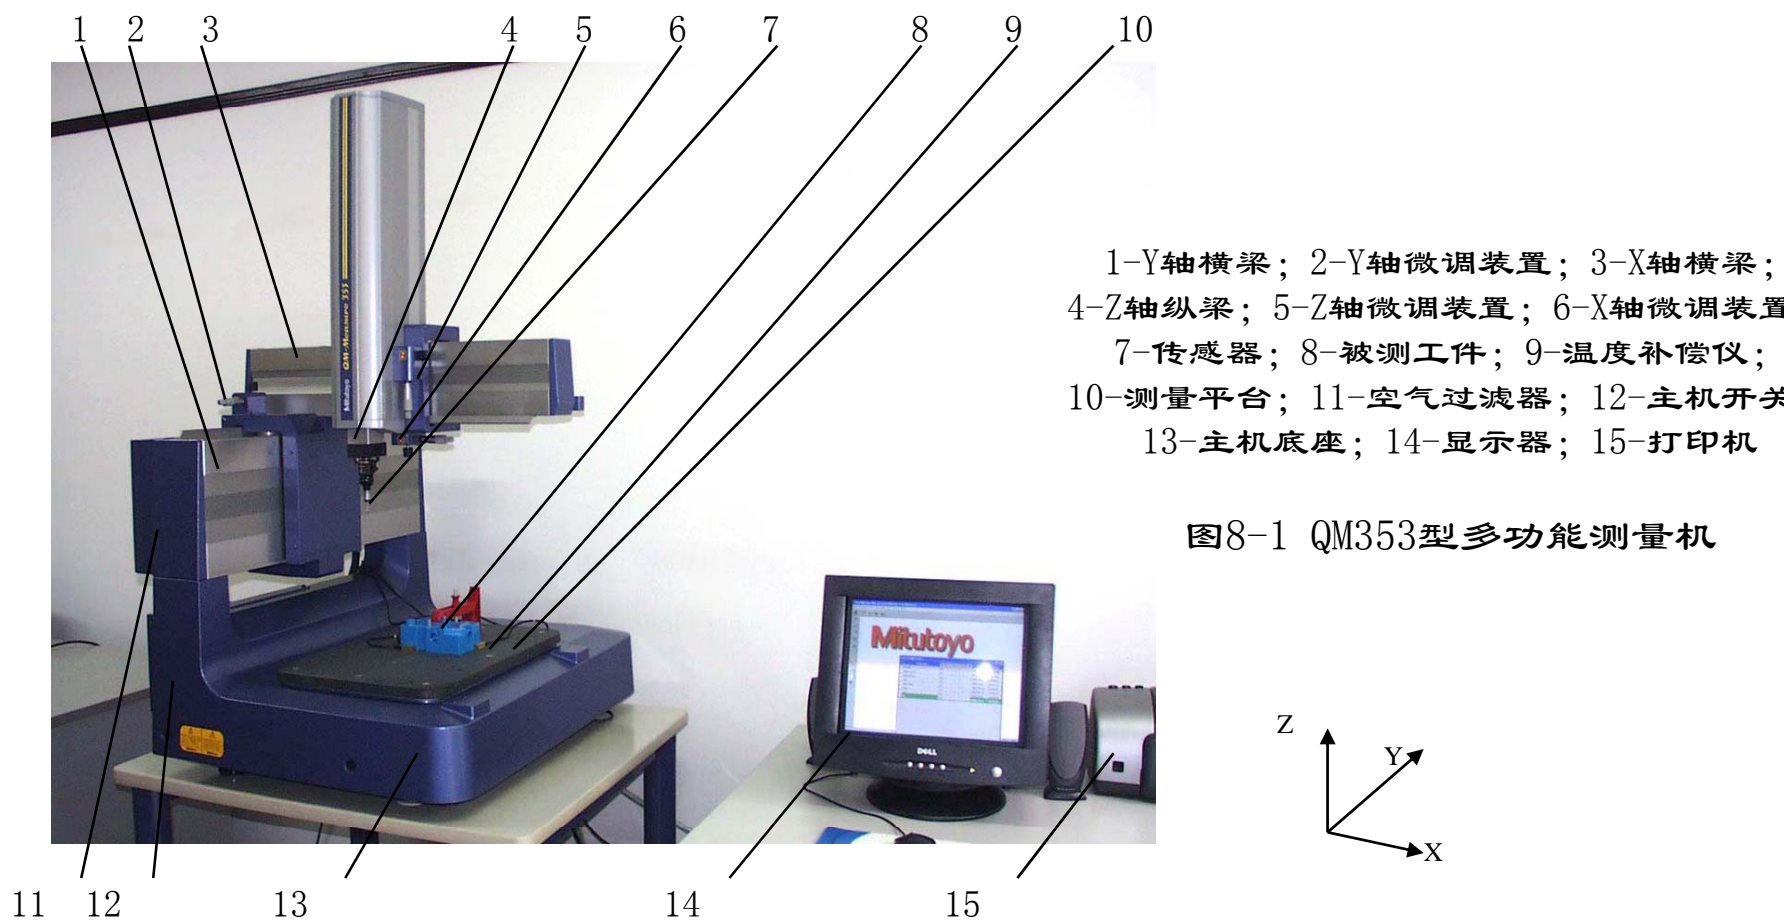 1 2 3 4 5 6 7 8 9 10
Mitutoyo QM-Measure 353
Z
Mitutoyo
DELL
11 12 13 14 15
1-Y轴横梁；2-Y轴微调装置；3-X轴横梁；
4-Z轴纵梁；5-Z轴微调装置；6-X轴微调装置
7-传感器；8-被测工件；9-温度补偿仪；
10-测量平台；11-空气过滤器；12-主机开关
13-主机底座；14-显示器；15-打印机
图8-1 QM353型多功能测量机
Z
Y
X